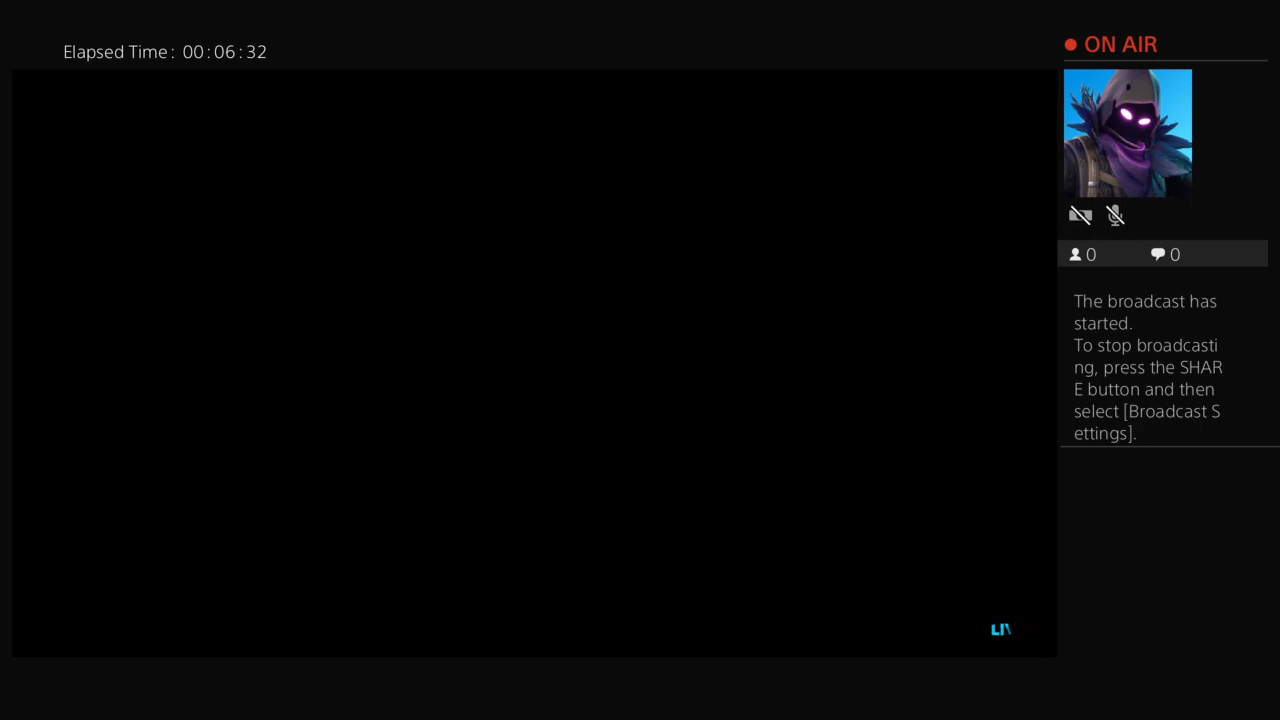 Elapsed Time: 00:06:32
ON AIR
0 0
The broadcast has
started.
To stop broadcasti
ng, press the SHAR
E button and then
select [Broadcast S
ettings].